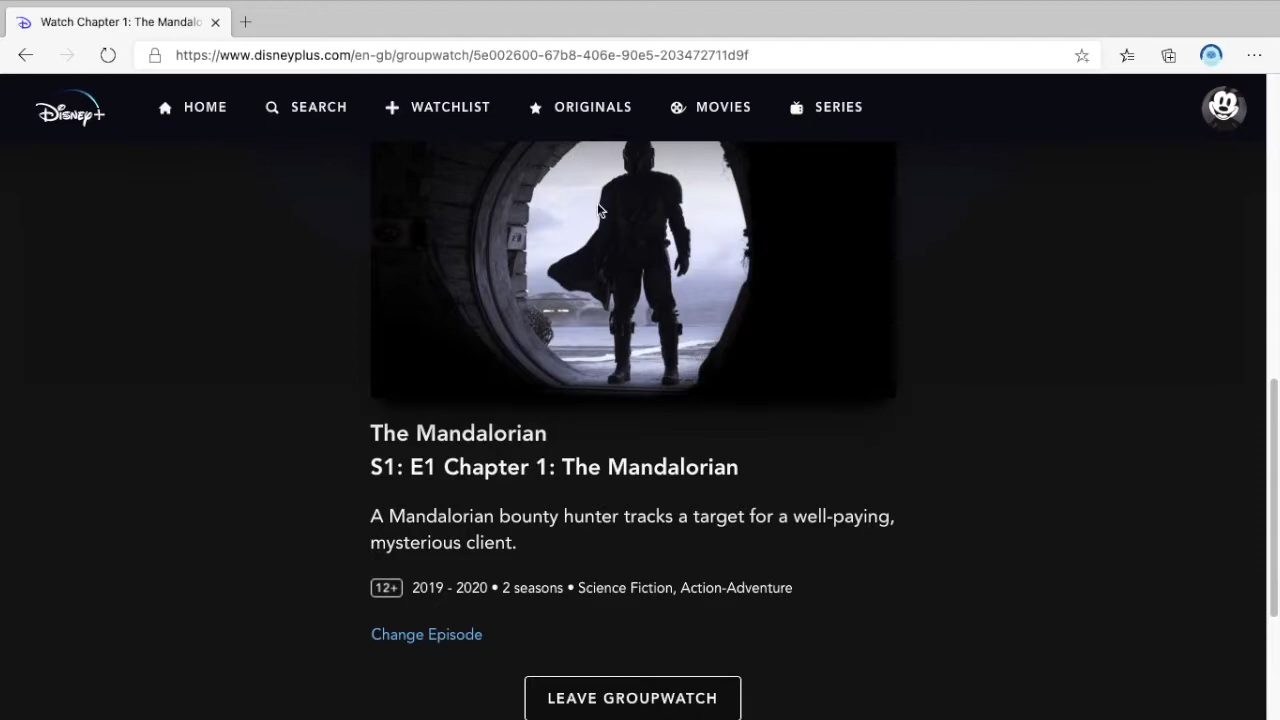 Watch Chapter 1: The Mandalo
https://www.disneyplus.com/en-gb/groupwatch/5e002600-67b8-406e-90e5-203472711d9f
Disney+ HOME SEARCH WATCHLIST ORIGINALS MOVIES SERIES
The Mandalorian
S1: E1 Chapter 1: The Mandalorian
A Mandalorian bounty hunter tracks a target for a well-paying,
mysterious client.
12+ 2019 - 2020 • 2 seasons • Science Fiction, Action-Adventure
Change Episode
LEAVE GROUPWATCH